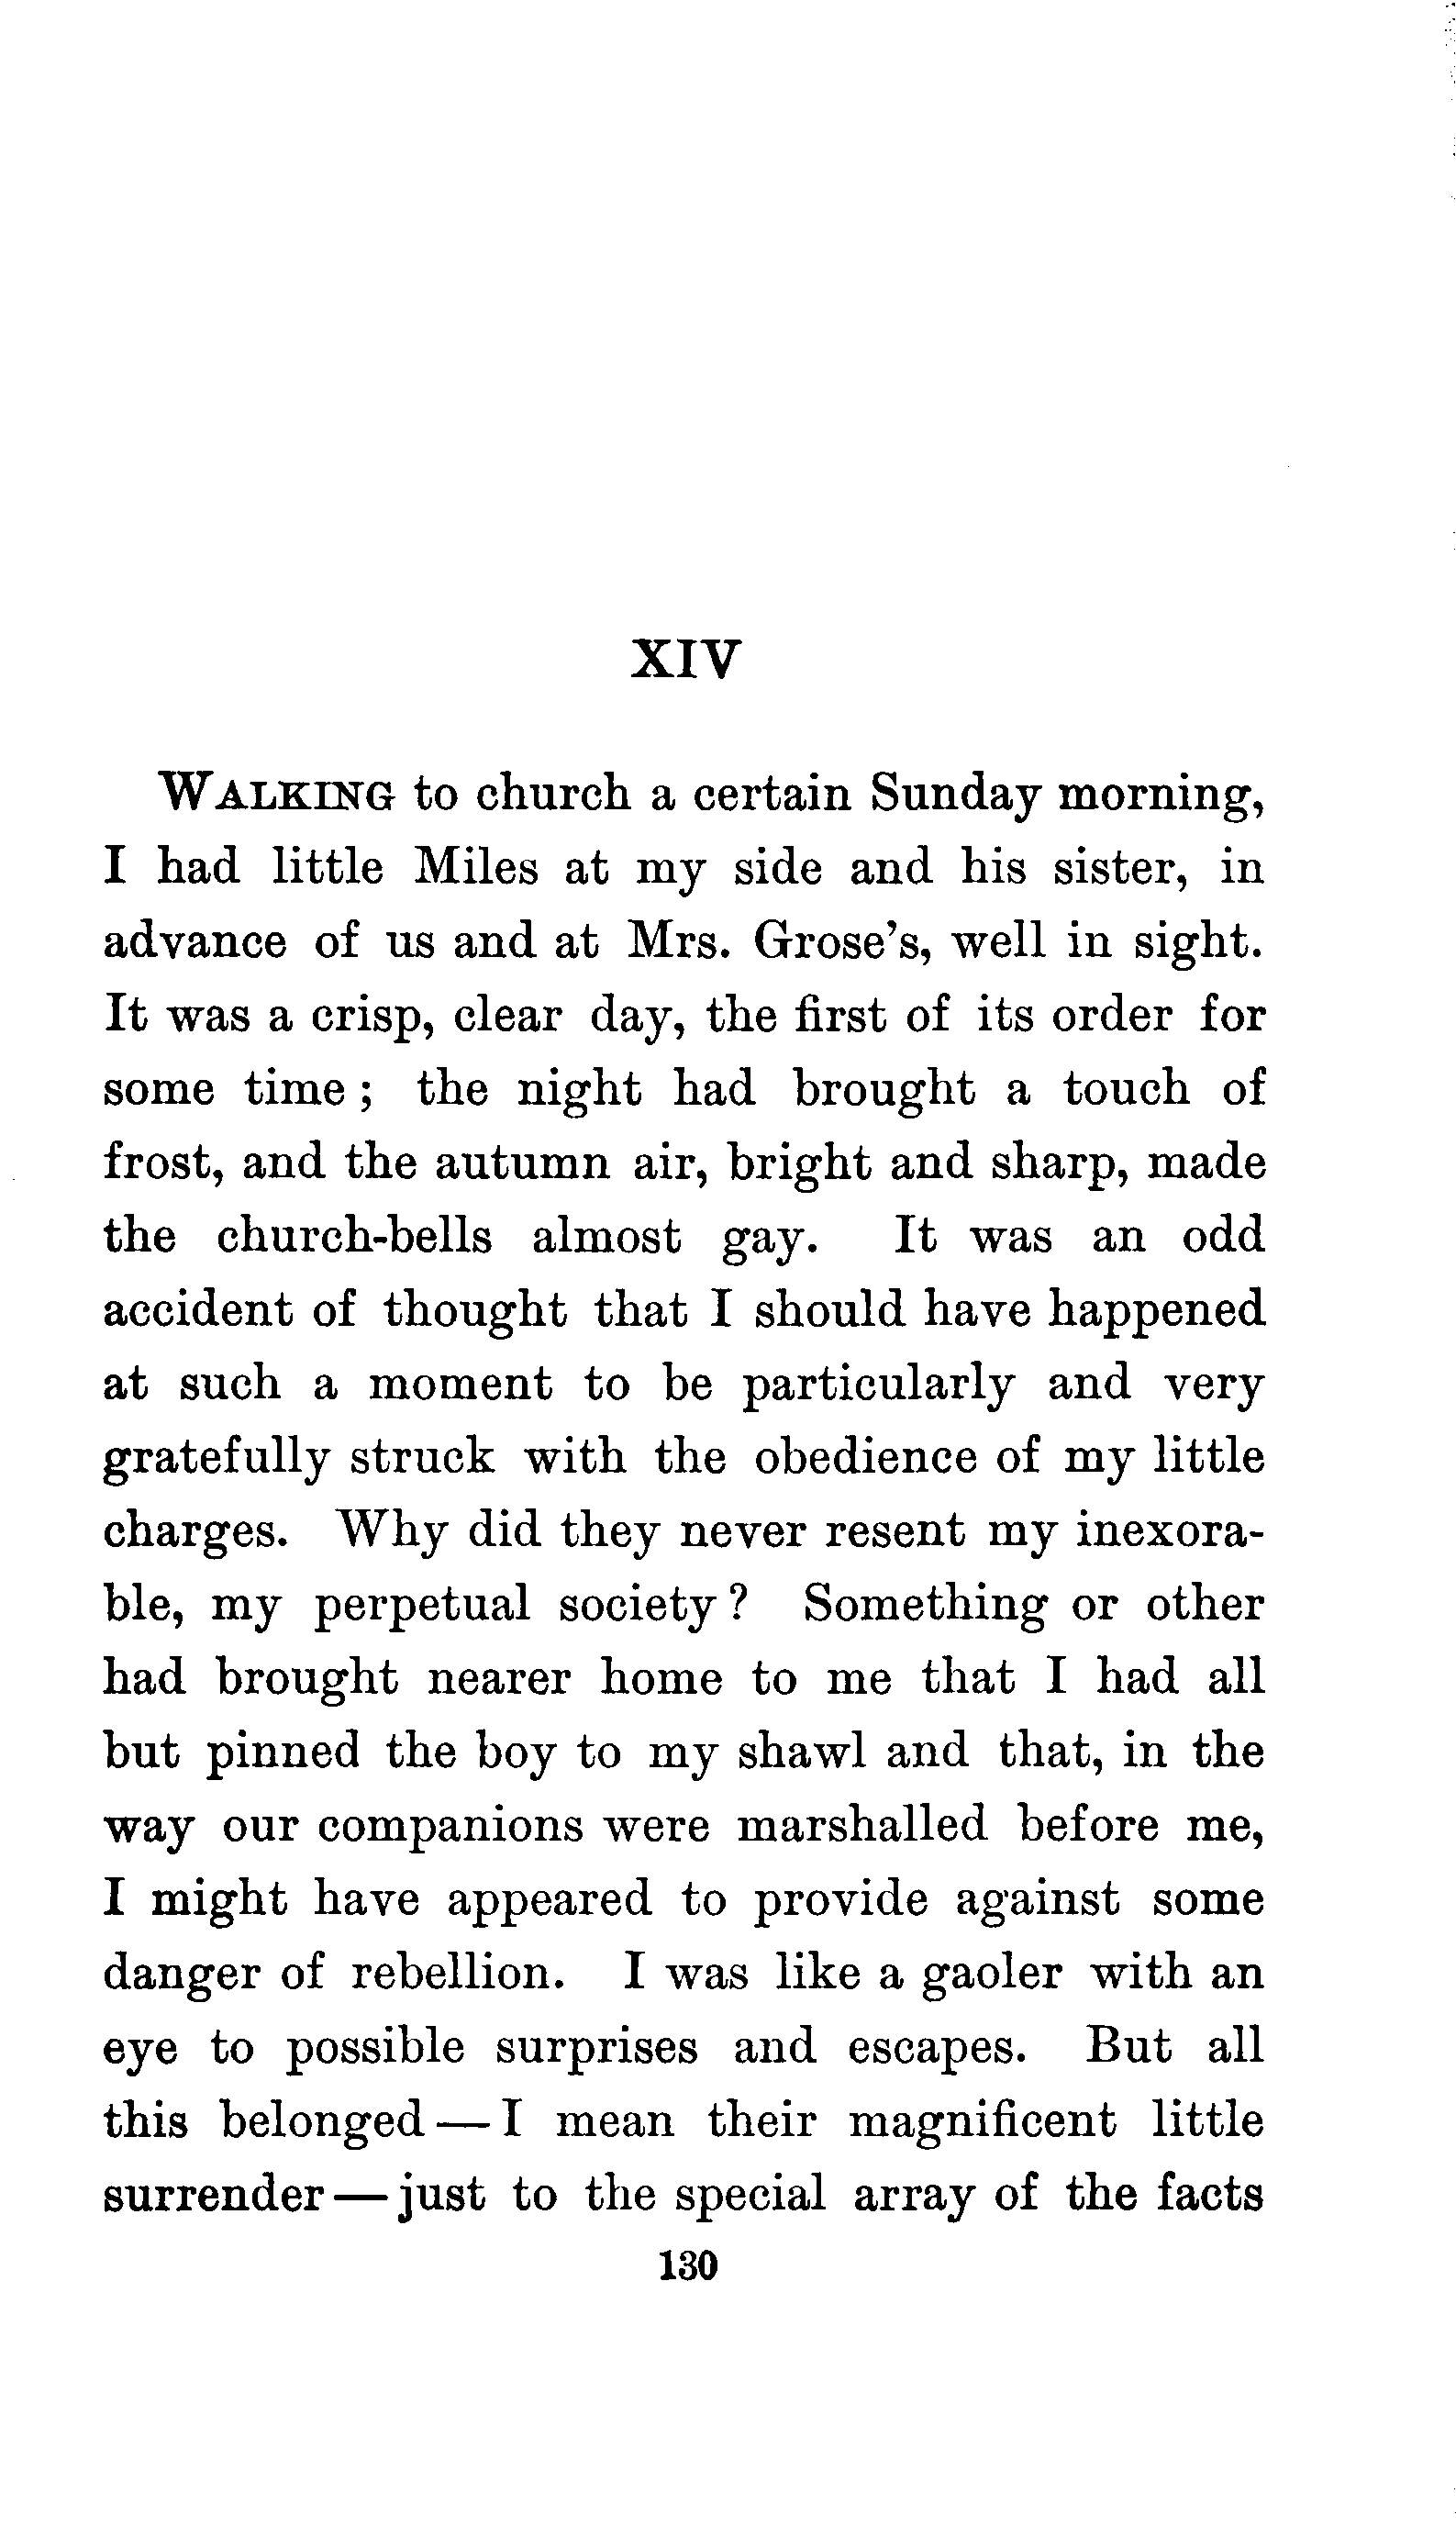 XIV
WALKING to church a certain Sunday morning,
I had little Miles at my side and his sister, in
advance of us and at Mrs. Grose's, well in sight.
It was a crisp, clear day, the first of its order for
some time ; the night had brought a touch of
frost, and the autumn air, bright and sharp, made
the church-bells almost gay. It was an odd
accident of thought that I should have happened
at such a moment to be particularly and very
gratefully struck with the obedience of my little
charges. Why did they never resent my inexora-
ble, my perpetual society ? Something or other
had brought nearer home to me that I had all
but pinned the boy to my shawl and that, in the
way our companions were marshalled before me,
I might have appeared to provide against some
danger of rebellion. I was like a gaoler with an
eye to possible surprises and escapes. But all
this belonged — I mean their magnificent little
surrender — just to the special array of the facts
130